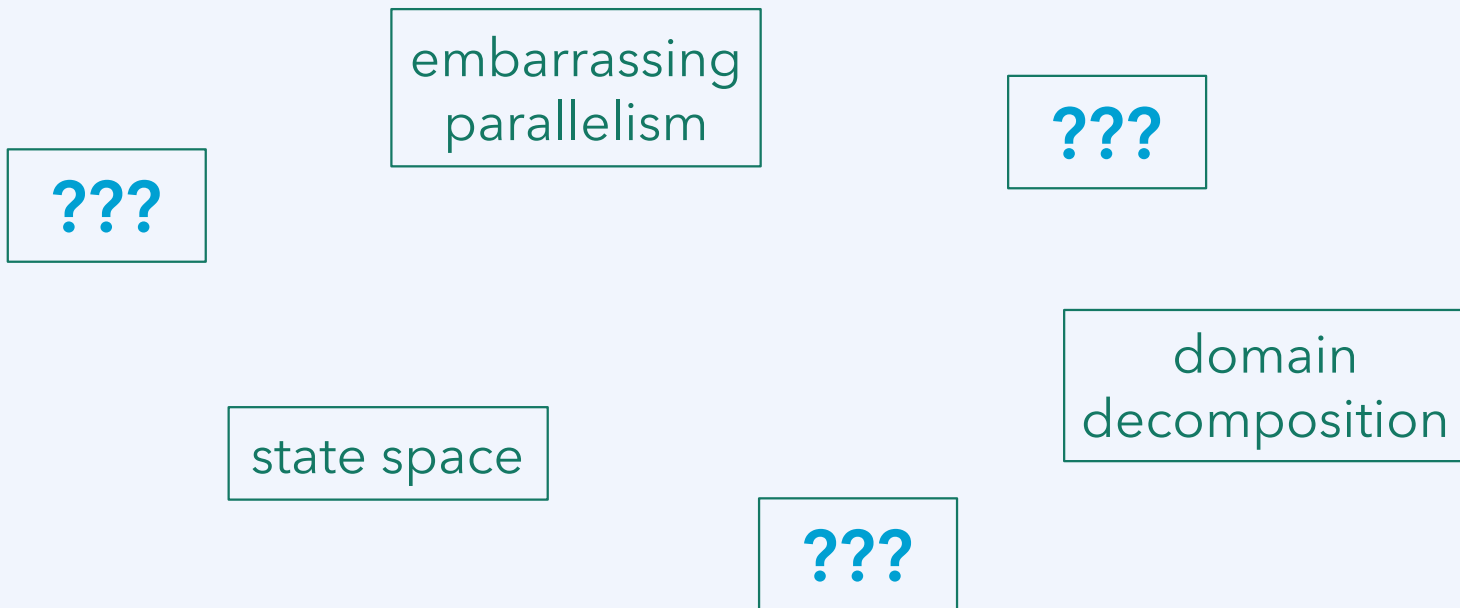 embarrassing
parallelism
???
???
domain
decomposition
state space
???